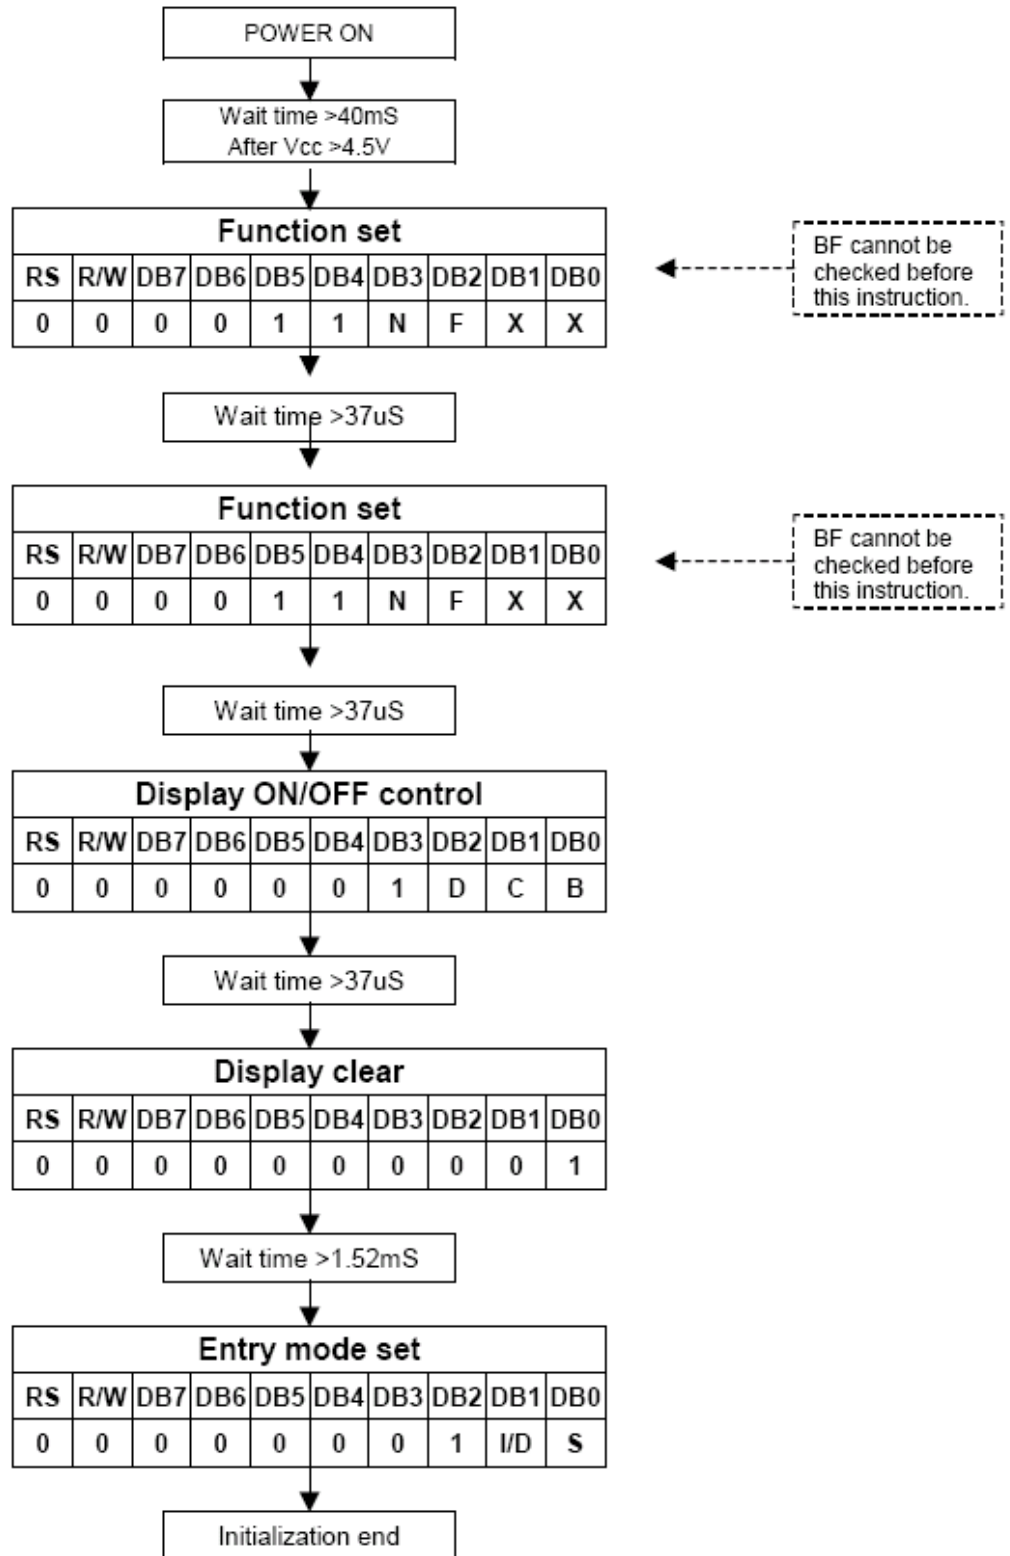 POWER ON
Wait time >40mS
After Vcc >4.5V
Function set
RS R/W DB7 DB6 DB5 DB4 DB3 DB2 DB1 DB0
0 0 0 0 1 1 N F X X
BF cannot be
checked before
this instruction.
Wait time >37uS
Function set
RS R/W DB7 DB6 DB5 DB4 DB3 DB2 DB1 DB0
0 0 0 0 1 1 N F X X
BF cannot be
checked before
this instruction.
Wait time >37uS
Display ON/OFF control
RS R/W DB7 DB6 DB5 DB4 DB3 DB2 DB1 DB0
0 0 0 0 0 0 1 D C B
Wait time >37uS
Display clear
RS R/W DB7 DB6 DB5 DB4 DB3 DB2 DB1 DB0
0 0 0 0 0 0 0 0 0 1
Wait time >1.52mS
Entry mode set
RS R/W DB7 DB6 DB5 DB4 DB3 DB2 DB1 DB0
0 0 0 0 0 0 0 1 I/D S
Initialization end